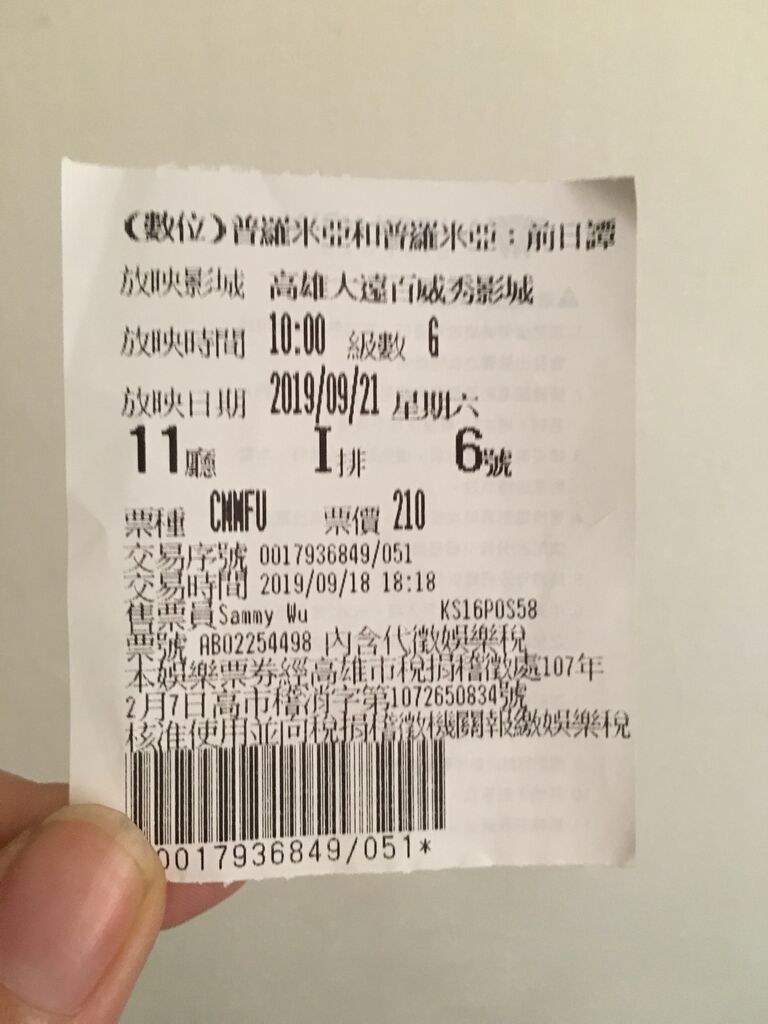 (數位)普羅米亞和普羅米亞:前日譚
放映影城 高雄大遠百威秀影城
放映時間 10:00 級數 G
放映日期 2019/09/21 星期六
11廳 I排 6號
票種 CMMFU 票價 210
交易序號 0017936849/051
交易時間 2019/09/18 18:18
售票員Sammy Wu KS16POS58
票號 AB02254498 內含代徵娛樂稅
本娛樂票券經高雄市稅捐稽徵處107年
2月7日高市稽消字第1072650834號
核准使用並向稅捐稽徵機關報繳娛樂稅
0017936849/051*